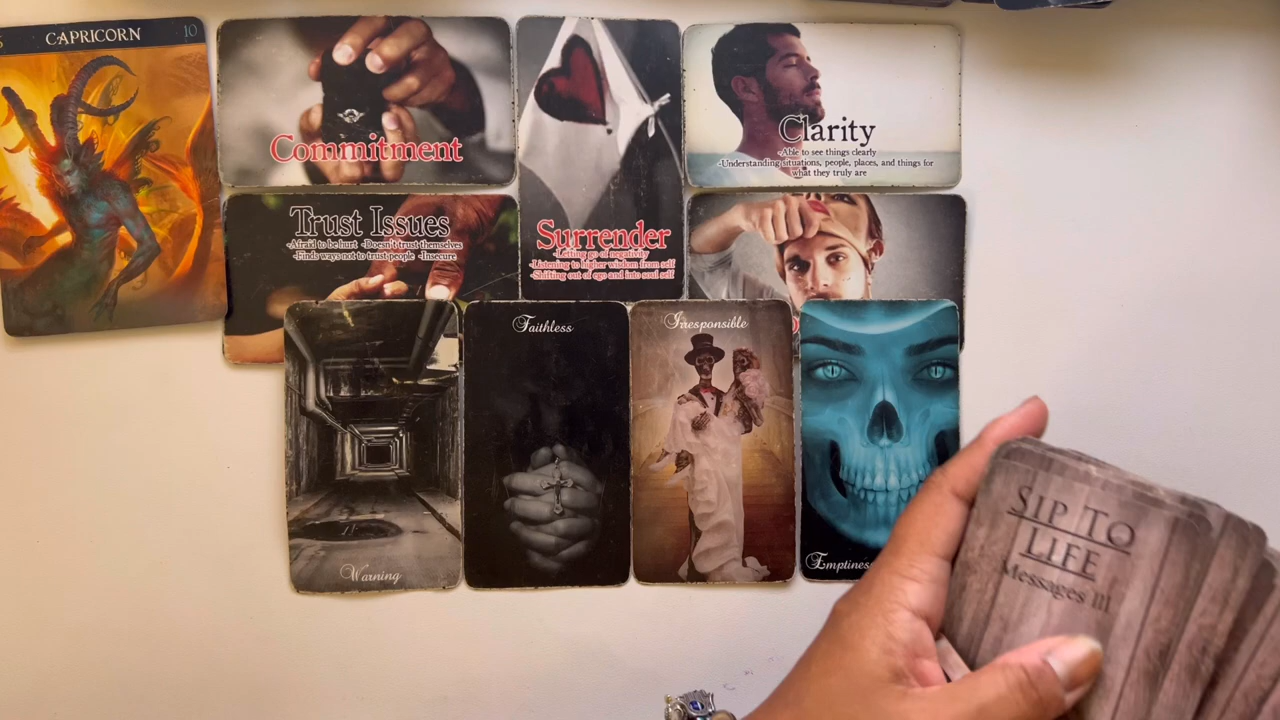 CAPRICORN 10
Commitment
Trust Issues
-Afraid to be hurt -Doesn't trust themselves
-Finds ways not to trust people -Insecure
Surrender
-Letting go of negativity
-Listening to higher wisdom from self
-Shifting out of ego and into soul self
Clarity
-Able to see things clearly
-Understanding situations, people, places, and things for
what they truly are
Warning
Faithless
Irresponsible
SIP TO
LIFE
Messages III